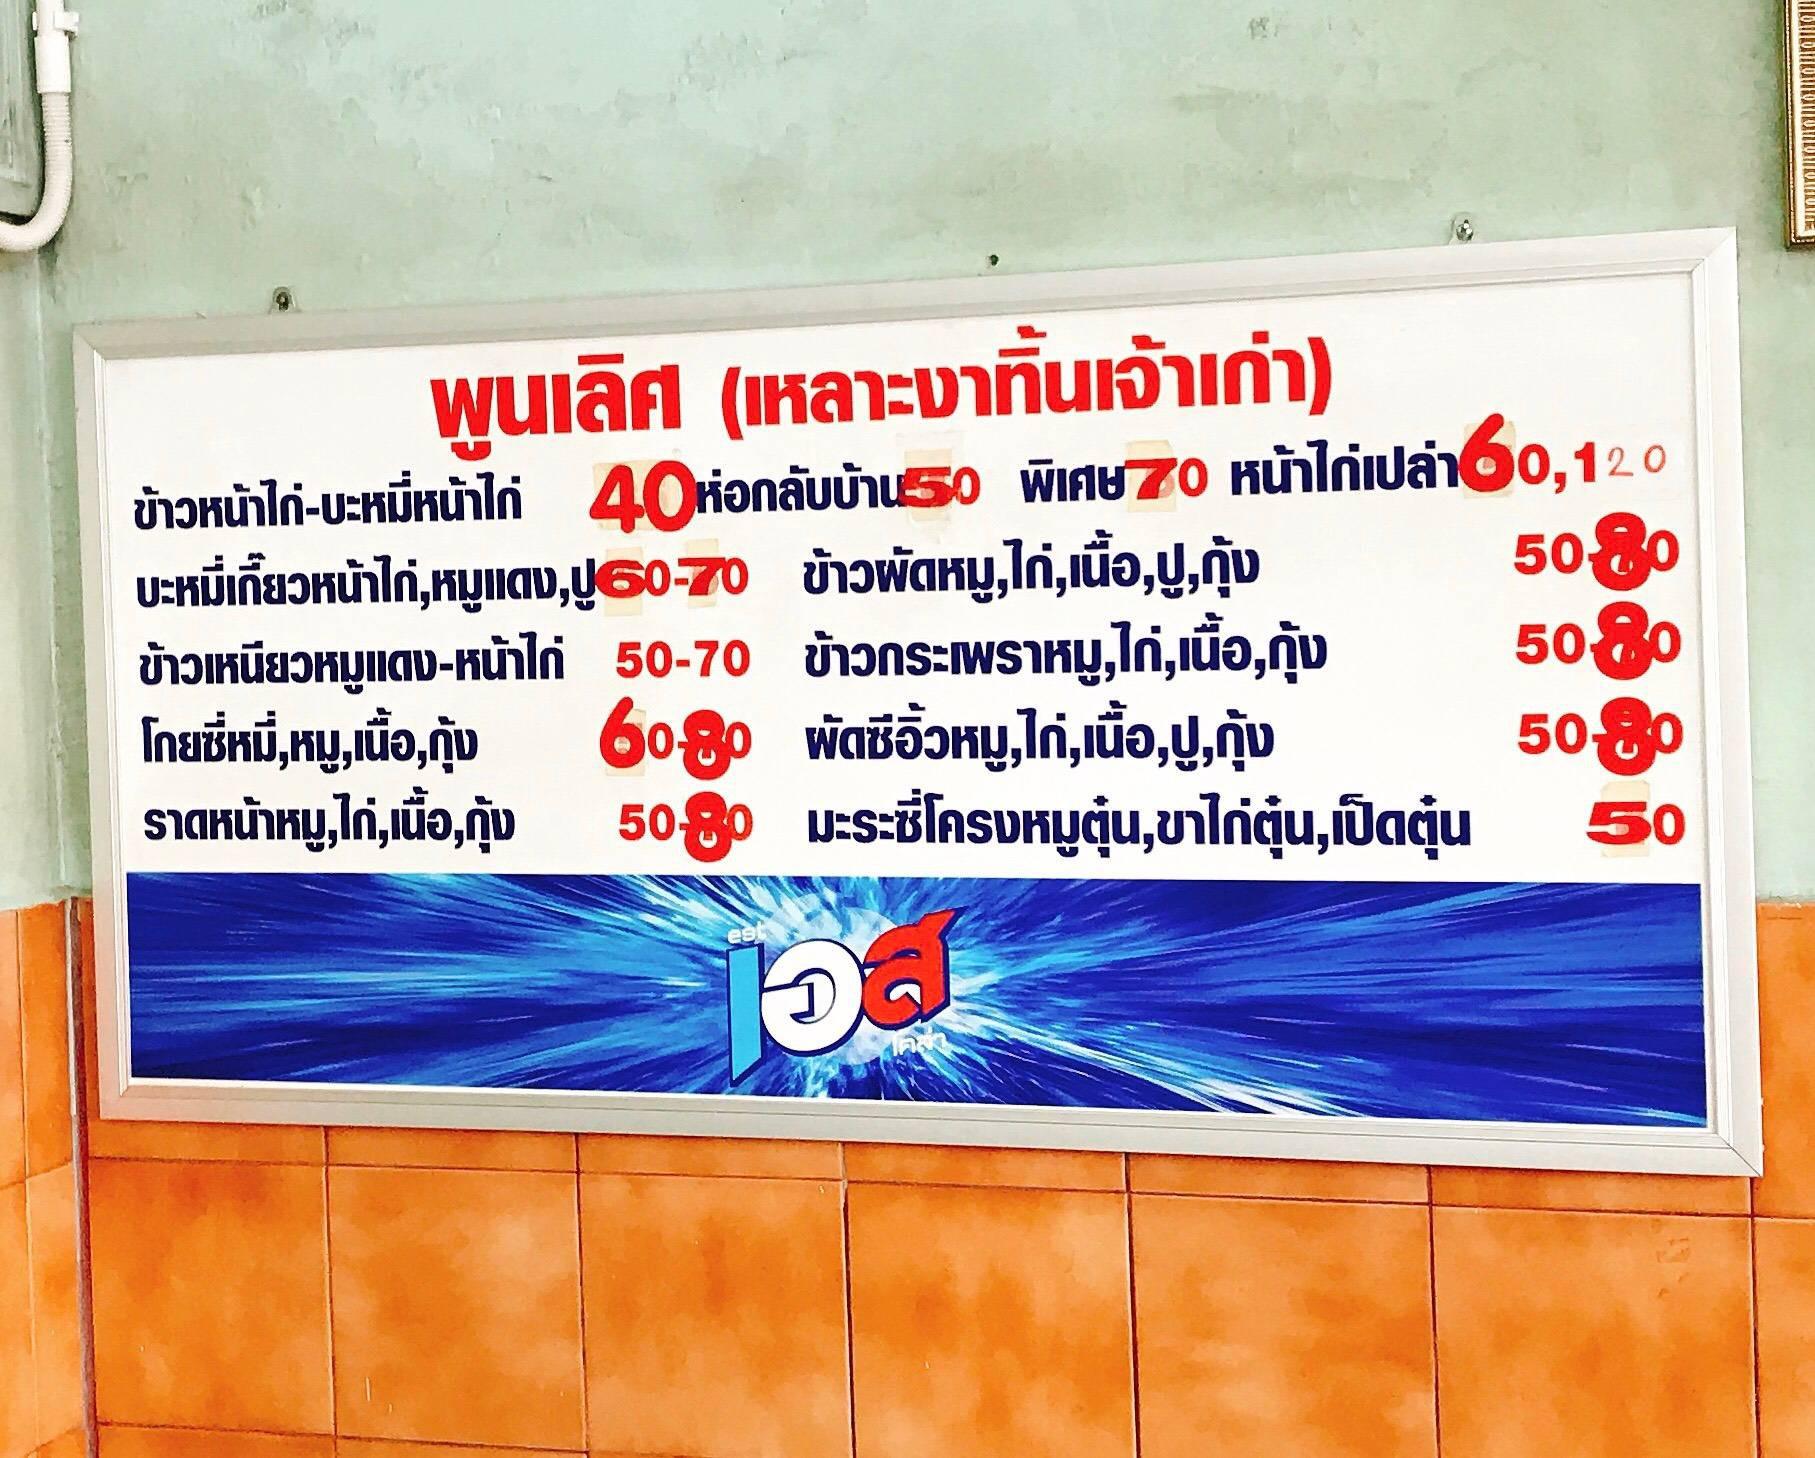 พูนเลิศ (เหลาะงาทิ้นเจ้าเก่า)
ข้าวหน้าไก่-บะหมี่หน้าไก่ 40 ห่อกลับบ้าน 50 พิเศษ 70 หน้าไก่เปล่า 60,120
บะหมี่เกี๊ยวหน้าไก่,หมูแดง,ปู 60-70 ข้าวผัดหมู,ไก่,เนื้อ,ปู,กุ้ง 50-80
ข้าวเหนียวหมูแดง-หน้าไก่ 50-70 ข้าวกระเพราหมู,ไก่,เนื้อ,กุ้ง 50-80
โกยซี่หมี่,หมู,เนื้อ,กุ้ง 60-80 ผัดซีอิ้วหมู,ไก่,เนื้อ,ปู,กุ้ง 50-80
ราดหน้าหมู,ไก่,เนื้อ,กุ้ง 50-80 มะระซี่โครงหมูตุ๋น,ขาไก่ตุ๋น,เป็ดตุ๋น 50
est
เอส
โคล่า